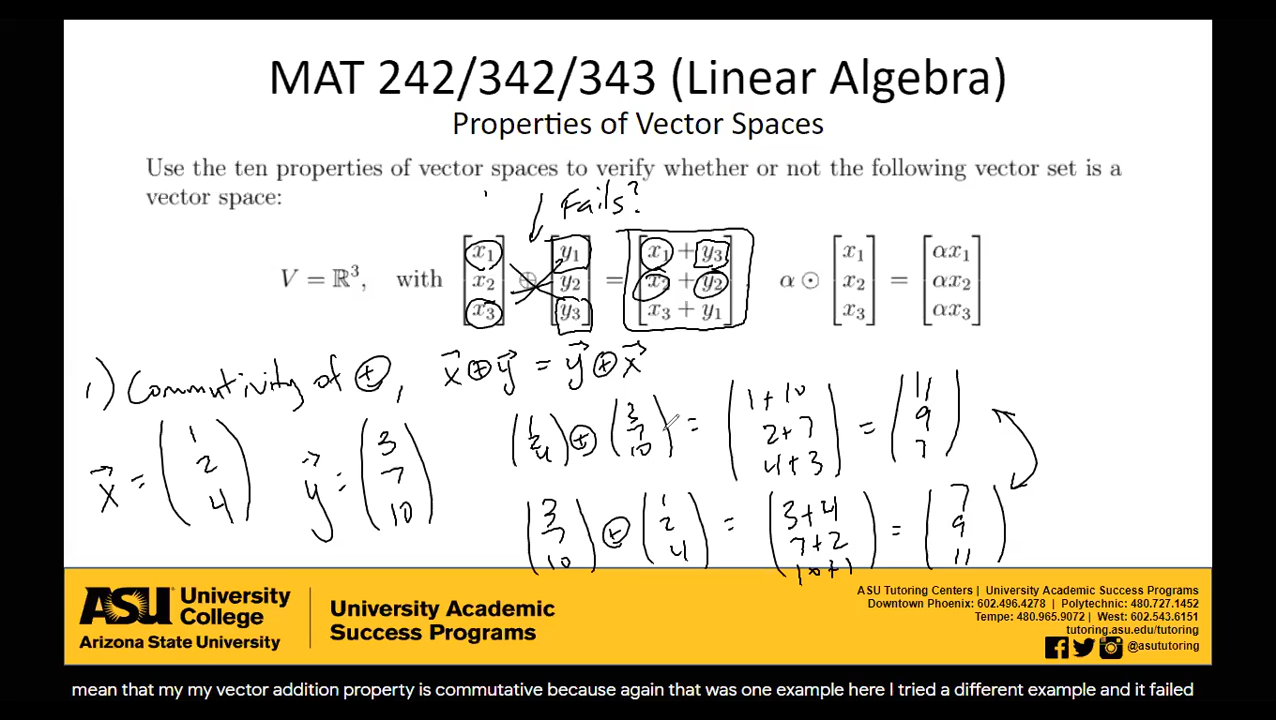 MAT 242/342/343 (Linear Algebra)
Properties of Vector Spaces
Use the ten properties of vector spaces to verify whether or not the following vector set is a
vector space:
Fails?
V = ℝ³, with [x₁ x₂ x₃] ⊕ [y₁ y₂ y₃] = [x₁ + y₃ x₂ + y₂ x₃ + y₁] α ⊙ [x₁ x₂ x₃] = [αx₁ αx₂ αx₃]
1) Commutivity of ⊕, x⃗ ⊕ y⃗ = y⃗ ⊕ x⃗
x⃗ = (1 2 4) y⃗ = (3 7 10)
(1 2 4) ⊕ (3 7 10) = (1+10 2+7 4+3) = (11 9 7)
(3 7 10) ⊕ (1 2 4) = (3+4 7+2 10+1) = (7 9 11)
ASU University College
Arizona State University
University Academic
Success Programs
ASU Tutoring Centers | University Academic Success Programs
Downtown Phoenix: 602.496.4278 | Polytechnic: 480.727.1452
Tempe: 480.965.9072 | West: 602.543.6151
tutoring.asu.edu/tutoring
@asututoring
mean that my my vector addition property is commutative because again that was one example here I tried a different example and it failed